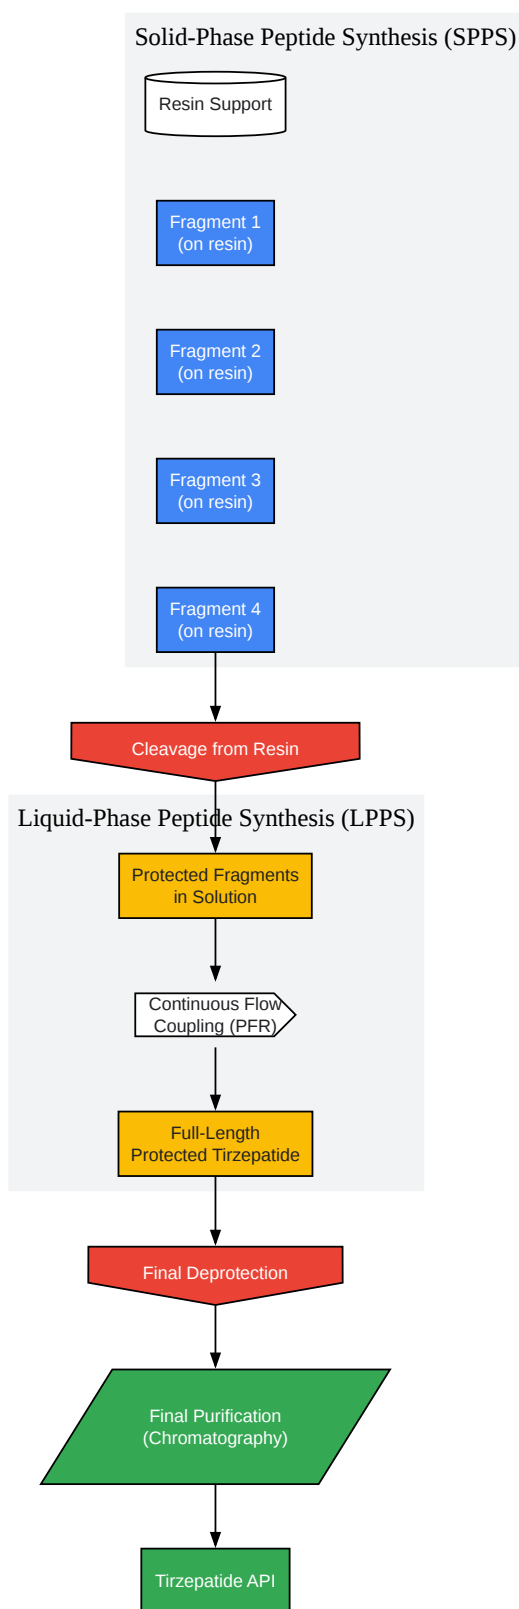 Solid-Phase Peptide Synthesis (SPPS)
Resin Support
Fragment 1
(on resin)
Fragment 2
(on resin)
Fragment 3
(on resin)
Fragment 4
(on resin)
Cleavage from Resin
Liquid-Phase Peptide Synthesis (LPPS)
Protected Fragments
in Solution
Continuous Flow
Coupling (PFR)
Full-Length
Protected Tirzepatide
Final Deprotection
Final Purification
(Chromatography)
Tirzepatide API